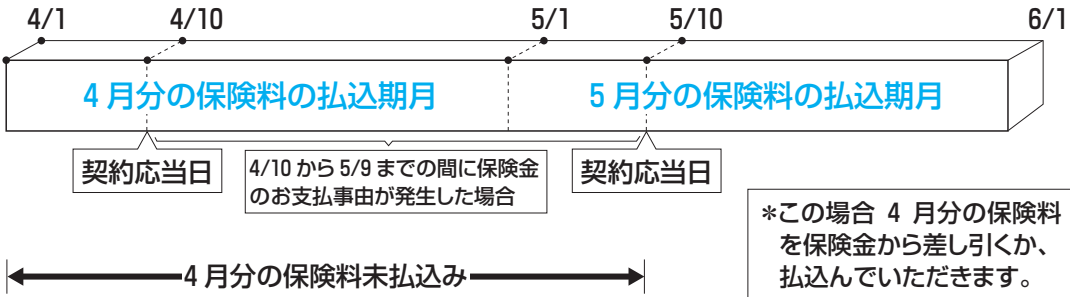 4/1 4/10 5/1 5/10 6/1
4月分の保険料の払込期月 5月分の保険料の払込期月
契約応当日
4/10から5/9までの間に保険金
のお支払事由が発生した場合
契約応当日
*この場合 4 月分の保険料
を保険金から差し引くか、
払込んでいただきます。
4月分の保険料未払込み